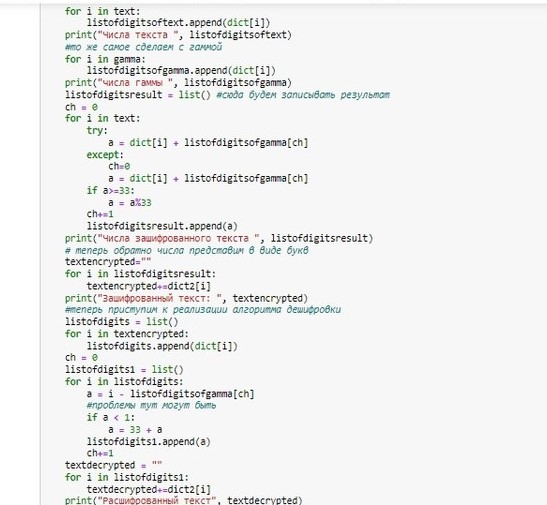 for i in text:
    listofdigitsoftext.append(dict[i])
print("Числа текста ", listofdigitsoftext)
#то же самое сделаем с гаммой
for i in gamma:
    listofdigitsofgamma.append(dict[i])
print("числа гаммы ", listofdigitsofgamma)
listofdigitsresult = list() #сюда будем записывать результат
ch = 0
for i in text:
    try:
        a = dict[i] + listofdigitsofgamma[ch]
    except:
        ch=0
        a = dict[i] + listofdigitsofgamma[ch]
    if a>=33:
        a = a%33
    ch+=1
    listofdigitsresult.append(a)
print("Числа зашифрованного текста ", listofdigitsresult)
# теперь обратно числа представим в виде букв
textencrypted=""
for i in listofdigitsresult:
    textencrypted+=dict2[i]
print("Зашифрованный текст: ", textencrypted)
#теперь приступим к реализации алгоритма дешифровки
listofdigits = list()
for i in textencrypted:
    listofdigits.append(dict[i])
ch = 0
listofdigits1 = list()
for i in listofdigits:
    a = i - listofdigitsofgamma[ch]
    #проблемы тут могут быть
    if a < 1:
        a = 33 + a
    listofdigits1.append(a)
    ch+=1
textdecrypted = ""
for i in listofdigits1:
    textdecrypted+=dict2[i]
print("Расшифрованный текст", textdecrypted)